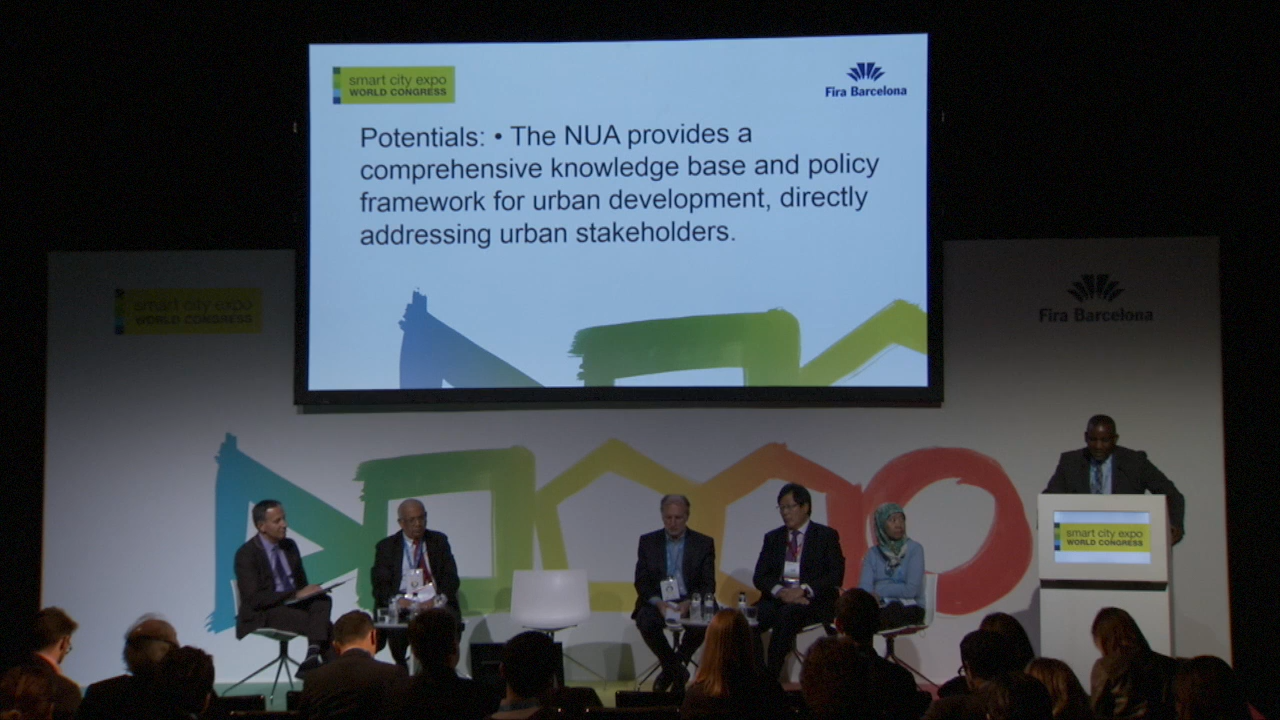 smart city expo
WORLD CONGRESS
Fira Barcelona
Potentials: • The NUA provides a
comprehensive knowledge base and policy
framework for urban development, directly
addressing urban stakeholders.
smart city expo
WORLD CONGRESS
Fira Barcelona
smart city expo
WORLD CONGRESS